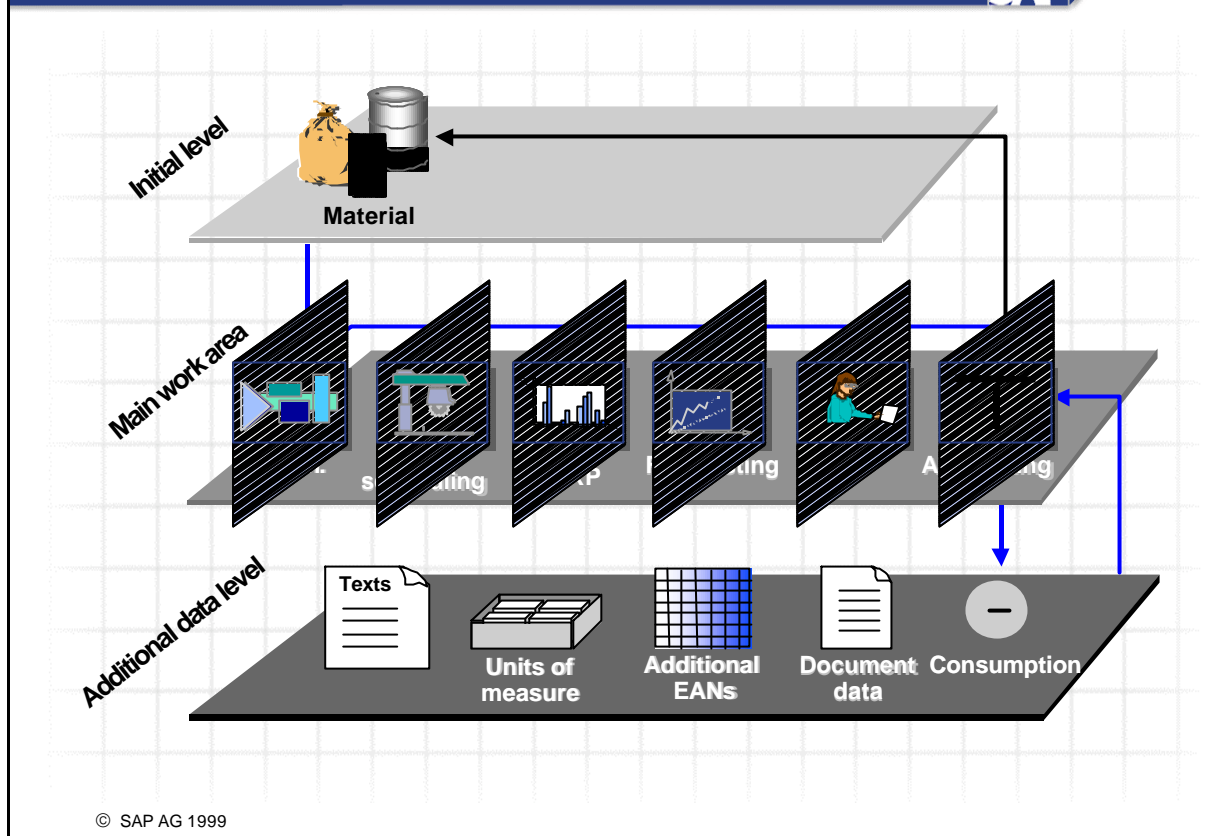 Initial level
Material
Main work area
Additional data level
Texts
Units of
measure
Additional
EANs
Document
data
Consumption
© SAP AG 1999